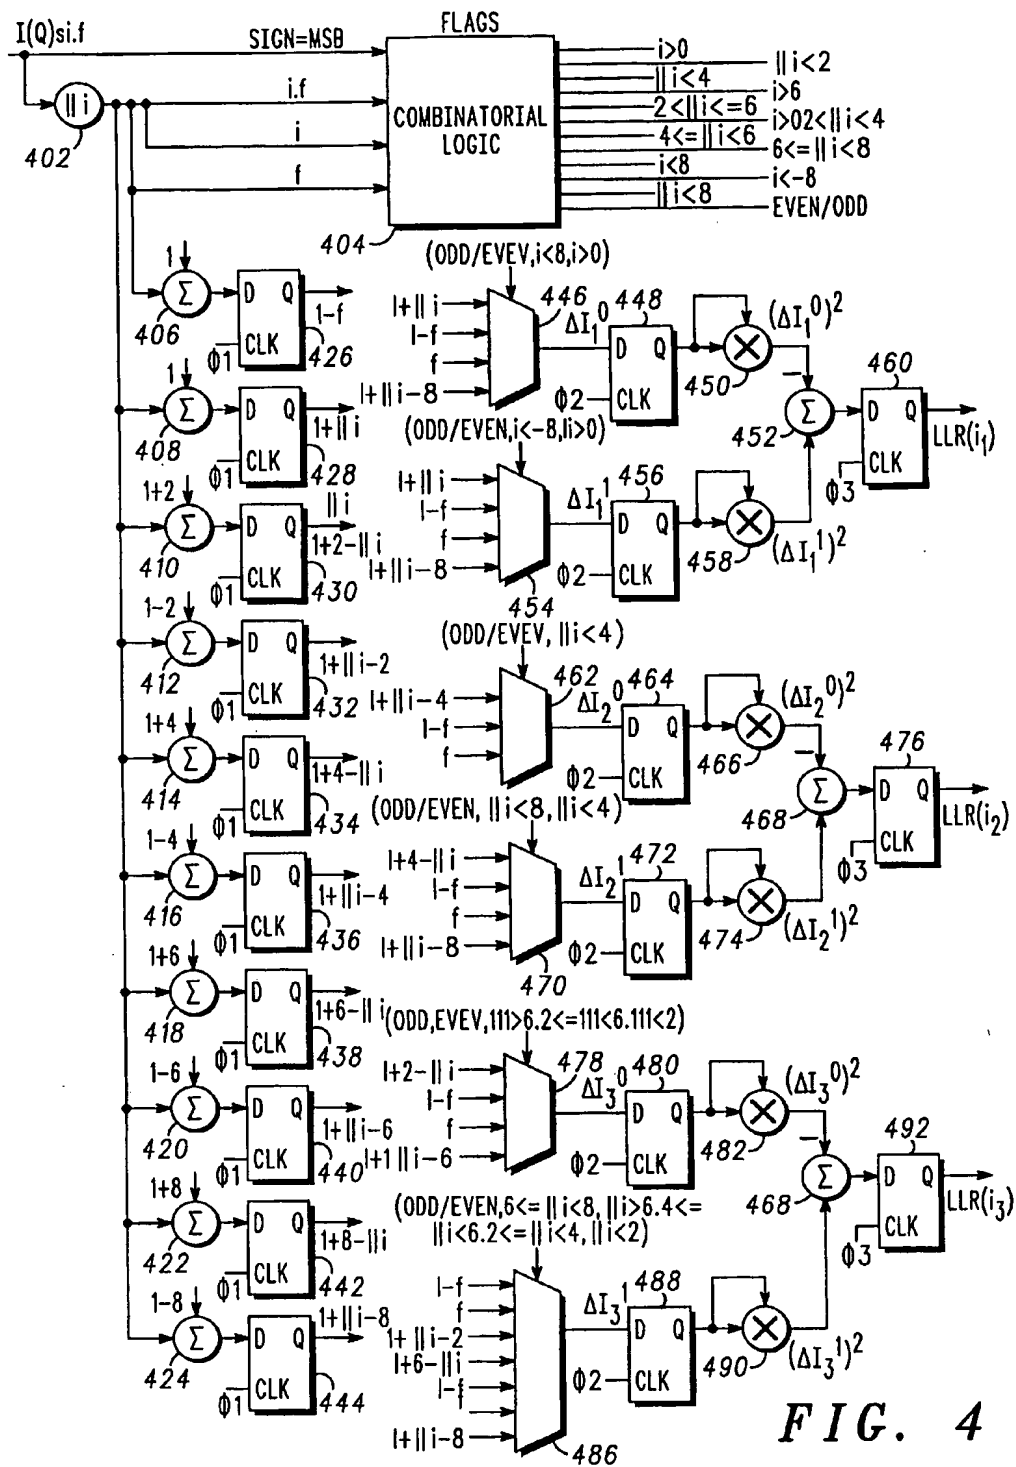 FLAGS
I(Q)si.f
SIGN=MSB
||i
402
i.f
i
f
COMBINATORIAL
LOGIC
404
i>0
||i<2
||i<4
i>6
2<||i<=6
i>02<||i<4
4<=||i<6
6<=||i<8
i<8
i<-8
||i<8
EVEN/ODD
1
Σ
406
D Q
CLK
ϕ1
1-f
426
1
Σ
408
D Q
CLK
ϕ1
1+||i
428
1+2
Σ
410
D Q
CLK
ϕ1
||i
1+2-||i
430
1-2
Σ
412
D Q
CLK
ϕ1
1+||i-2
432
1+4
Σ
414
D Q
CLK
ϕ1
1+4-||i
434
1-4
Σ
416
D Q
CLK
ϕ1
1+||i-4
436
1+6
Σ
418
D Q
CLK
ϕ1
1+6-||i
438
1-6
Σ
420
D Q
CLK
ϕ1
1+||i-6
440
1+8
Σ
422
D Q
CLK
ϕ1
1+8-||i
442
1-8
Σ
424
D Q
CLK
ϕ1
1+||i-8
444
(ODD/EVEV,i<8,i>0)
446
I+||i
I-f
f
I+||i-8
ΔI₁⁰
448
D Q
CLK
ϕ2
450
(ΔI₁⁰)²
−
Σ
452
460
D Q
CLK
ϕ3
LLR(i₁)
(ODD/EVEN,i<-8,Ii>0)
I+||i
I-f
f
I+||i-8
454
ΔI₁¹
456
D Q
CLK
ϕ2
458
(ΔI₁¹)²
(ODD/EVEV, ||i<4)
462
I+||i-4
I-f
f
ΔI₂⁰
464
D Q
CLK
ϕ2
466
(ΔI₂⁰)²
−
Σ
468
476
D Q
CLK
ϕ3
LLR(i₂)
(ODD/EVEN, ||i<8, ||i<4)
I+4-||i
I-f
f
I+||i-8
470
ΔI₂¹
472
D Q
CLK
ϕ2
474
(ΔI₂¹)²
(ODD,EVEV,111>6.2<=111<6.111<2)
478
I+2-||i
I-f
f
I+1||i-6
ΔI₃⁰
480
D Q
CLK
ϕ2
482
(ΔI₃⁰)²
−
Σ
468
492
D Q
CLK
ϕ3
LLR(i₃)
(ODD/EVEN,6<=||i<8,||i>6.4<=
||i<6.2<=||i<4,||i<2)
I-f
f
1+||i-2
I+6-||i
I-f
f
I+||i-8
486
ΔI₃¹
488
D Q
CLK
ϕ2
490
(ΔI₃¹)²
FIG. 4